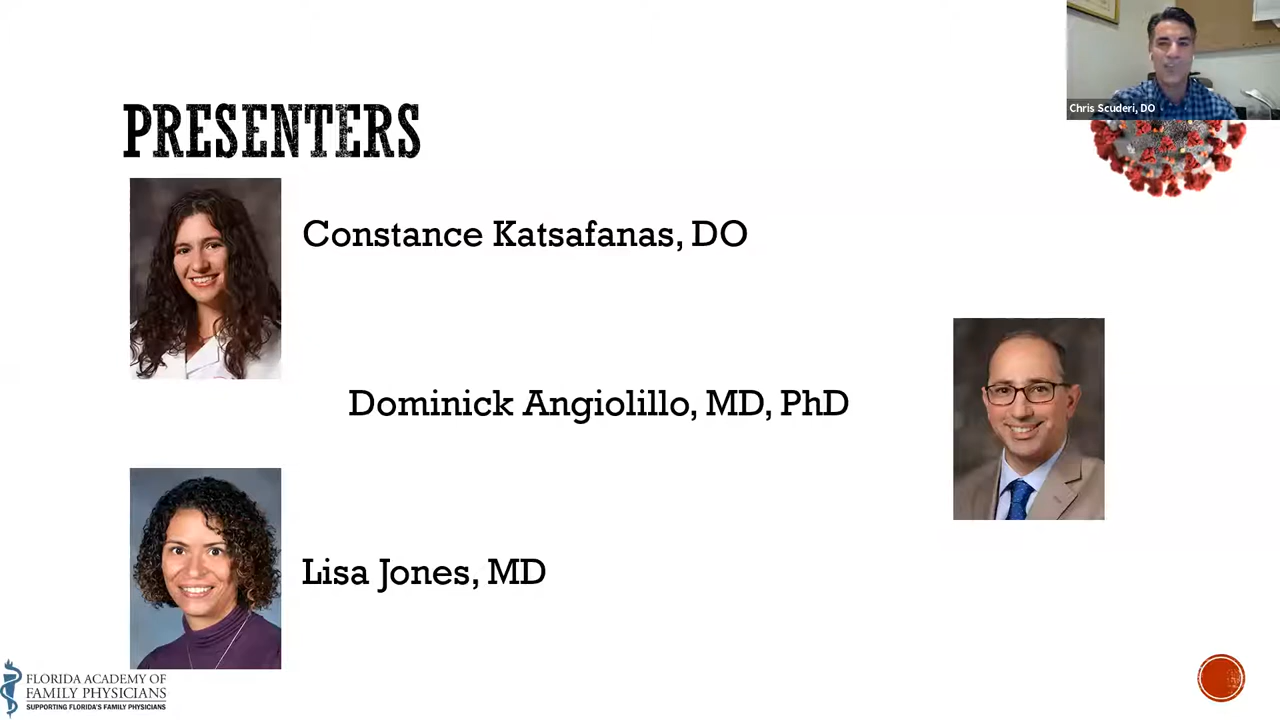 PRESENTERS
Chris Scuderi, DO
Constance Katsafanas, DO
Dominick Angiolillo, MD, PhD
Lisa Jones, MD
FLORIDA ACADEMY OF
FAMILY PHYSICIANS
SUPPORTING FLORIDA'S FAMILY PHYSICIANS